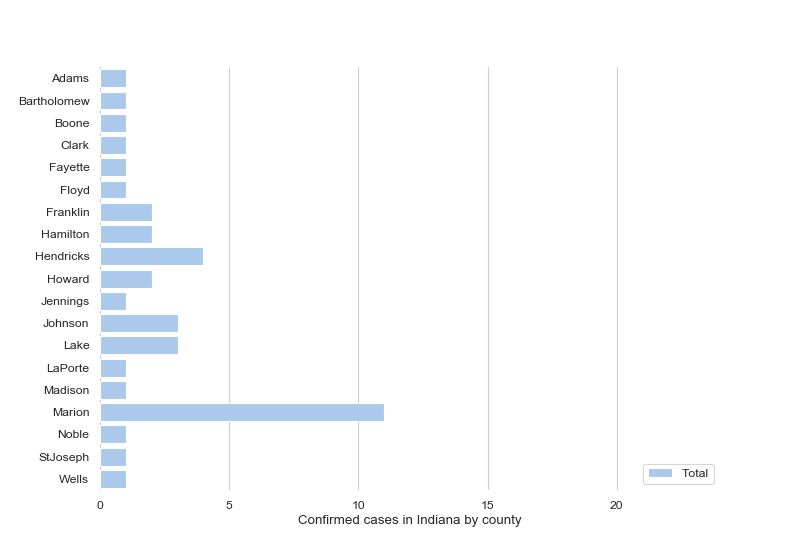 Adams
Bartholomew
Boone
Clark
Fayette
Floyd
Franklin
Hamilton
Hendricks
Howard
Jennings
Johnson
Lake
LaPorte
Madison
Marion
Noble
StJoseph
Wells
Total
0 5 10 15 20
Confirmed cases in Indiana by county